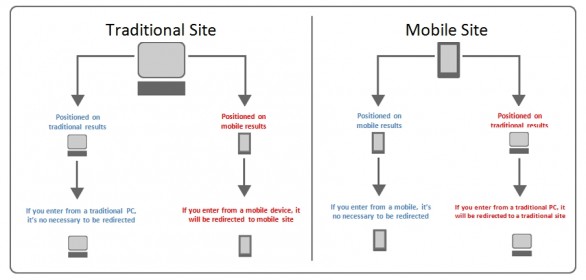 Traditional Site
Mobile Site
Positioned on
traditional results
Positioned on
mobile results
Positioned on
mobile results
Positioned on
traditional results
If you enter from a traditional PC,
it's no necessary to be redirected
If you enter from a mobile device, it
will be redirected to mobile site
If you enter from a mobile, it's
no necessary to be redirected
If you enter from a traditional PC, it
will be redirected to a traditional site